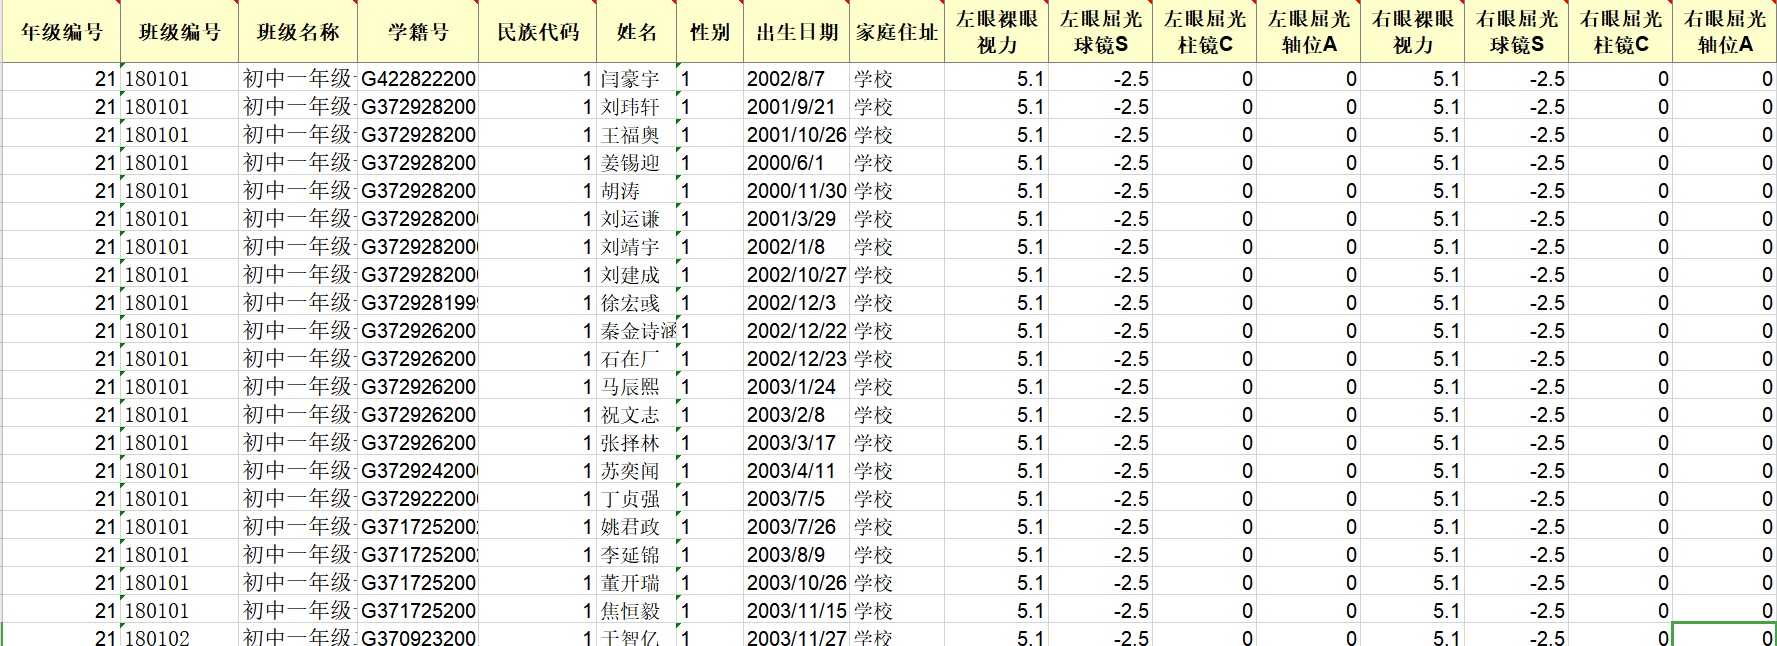 年级编号 班级编号 班级名称 学籍号 民族代码 姓名 性别 出生日期 家庭住址 左眼裸眼视力 左眼屈光球镜S 左眼屈光柱镜C 左眼屈光轴位A 右眼裸眼视力 右眼屈光球镜S 右眼屈光柱镜C 右眼屈光轴位A
21 180101 初中一年级 G422822200 1 闫豪宇 1 2002/8/7 学校 5.1 -2.5 0 0 5.1 -2.5 0 0
21 180101 初中一年级 G372928200 1 刘玮轩 1 2001/9/21 学校 5.1 -2.5 0 0 5.1 -2.5 0 0
21 180101 初中一年级 G372928200 1 王福奥 1 2001/10/26 学校 5.1 -2.5 0 0 5.1 -2.5 0 0
21 180101 初中一年级 G372928200 1 姜锡迎 1 2000/6/1 学校 5.1 -2.5 0 0 5.1 -2.5 0 0
21 180101 初中一年级 G372928200 1 胡涛 1 2000/11/30 学校 5.1 -2.5 0 0 5.1 -2.5 0 0
21 180101 初中一年级 G372928200 1 刘运谦 1 2001/3/29 学校 5.1 -2.5 0 0 5.1 -2.5 0 0
21 180101 初中一年级 G372928200 1 刘靖宇 1 2002/1/8 学校 5.1 -2.5 0 0 5.1 -2.5 0 0
21 180101 初中一年级 G372928200 1 刘建成 1 2002/10/27 学校 5.1 -2.5 0 0 5.1 -2.5 0 0
21 180101 初中一年级 G372928199 1 徐宏彧 1 2002/12/3 学校 5.1 -2.5 0 0 5.1 -2.5 0 0
21 180101 初中一年级 G372926200 1 秦金诗涵 1 2002/12/22 学校 5.1 -2.5 0 0 5.1 -2.5 0 0
21 180101 初中一年级 G372926200 1 石在厂 1 2002/12/23 学校 5.1 -2.5 0 0 5.1 -2.5 0 0
21 180101 初中一年级 G372926200 1 马辰熙 1 2003/1/24 学校 5.1 -2.5 0 0 5.1 -2.5 0 0
21 180101 初中一年级 G372926200 1 祝文志 1 2003/2/8 学校 5.1 -2.5 0 0 5.1 -2.5 0 0
21 180101 初中一年级 G372926200 1 张择林 1 2003/3/17 学校 5.1 -2.5 0 0 5.1 -2.5 0 0
21 180101 初中一年级 G372924200 1 苏奕闻 1 2003/4/11 学校 5.1 -2.5 0 0 5.1 -2.5 0 0
21 180101 初中一年级 G372922200 1 丁贞强 1 2003/7/5 学校 5.1 -2.5 0 0 5.1 -2.5 0 0
21 180101 初中一年级 G371725200 1 姚君政 1 2003/7/26 学校 5.1 -2.5 0 0 5.1 -2.5 0 0
21 180101 初中一年级 G371725200 1 李延锦 1 2003/8/9 学校 5.1 -2.5 0 0 5.1 -2.5 0 0
21 180101 初中一年级 G371725200 1 董开瑞 1 2003/10/26 学校 5.1 -2.5 0 0 5.1 -2.5 0 0
21 180101 初中一年级 G371725200 1 焦恒毅 1 2003/11/15 学校 5.1 -2.5 0 0 5.1 -2.5 0 0
21 180102 初中一年级 G370923200 1 智亿 1 2003/11/27 学校 5.1 -2.5 0 0 5.1 -2.5 0 0